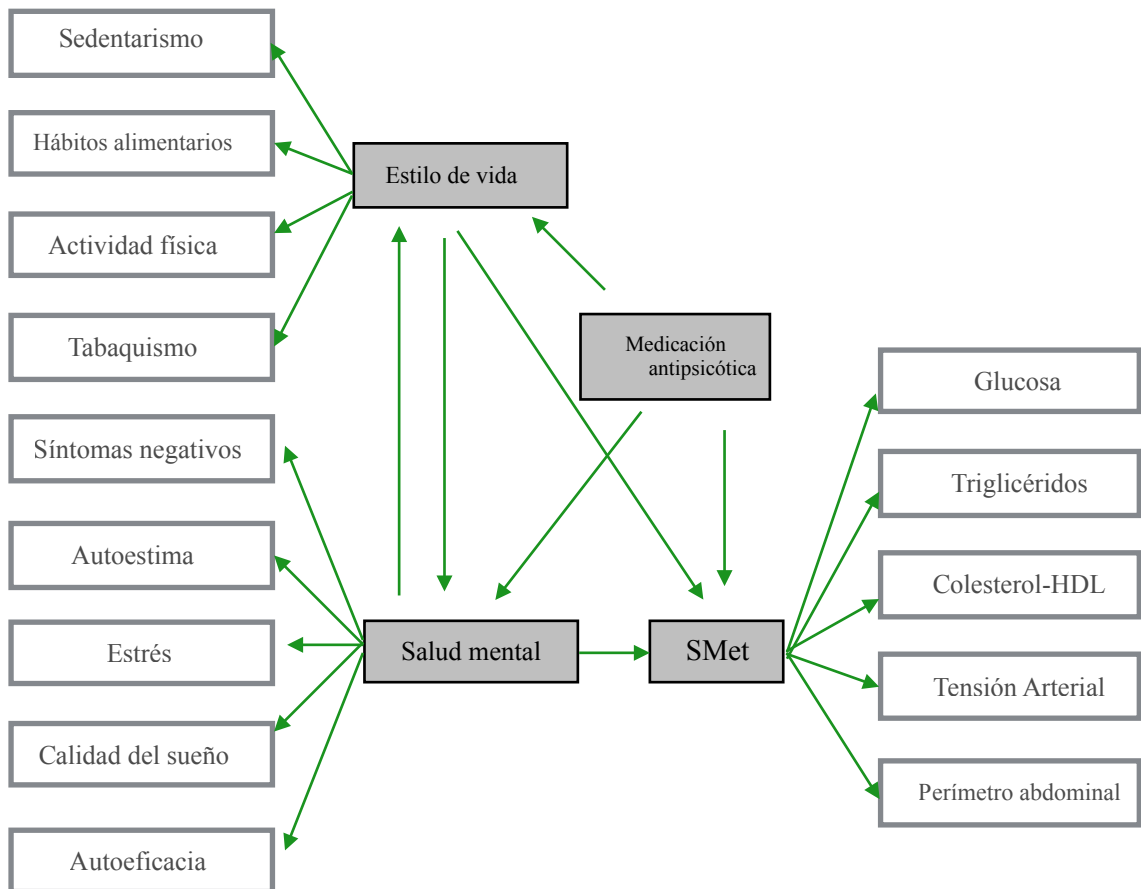 Sedentarismo
Hábitos alimentarios
Actividad física
Tabaquismo
Síntomas negativos
Autoestima
Estrés
Calidad del sueño
Autoeficacia
Estilo de vida
Medicación
antipsicótica
Salud mental
SMet
Glucosa
Triglicéridos
Colesterol-HDL
Tensión Arterial
Perímetro abdominal